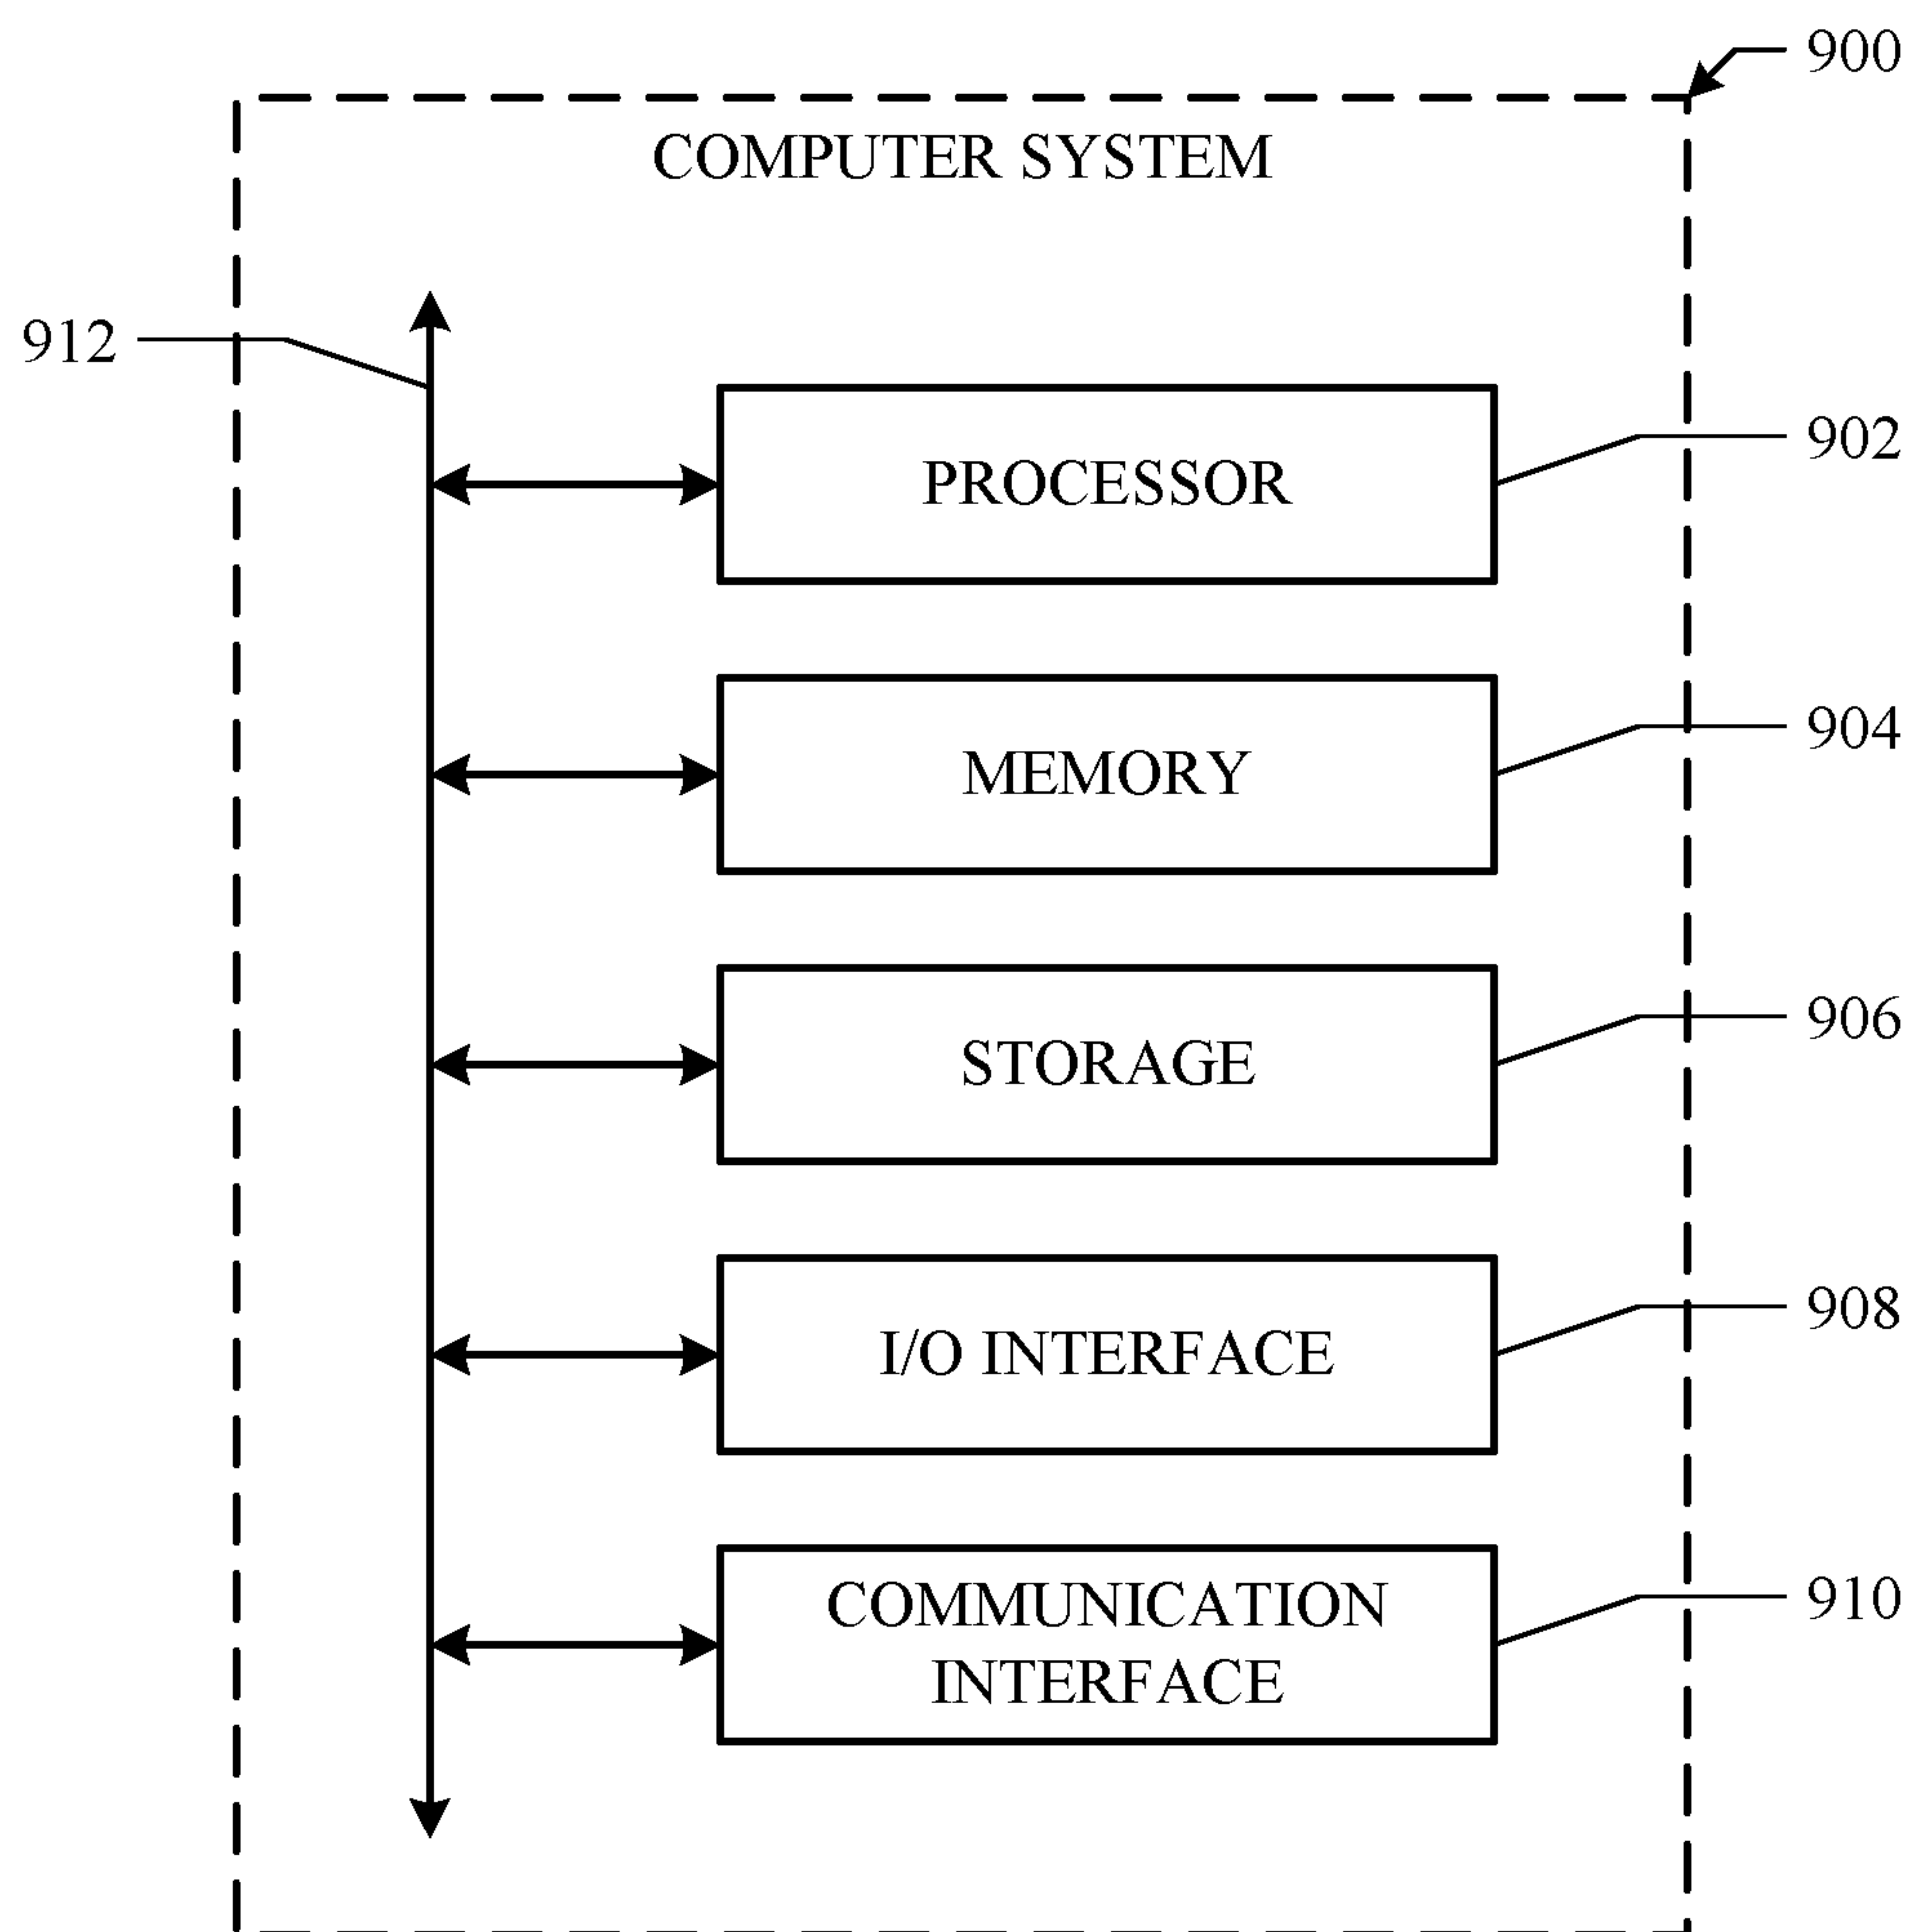 900
COMPUTER SYSTEM
912
PROCESSOR
902
MEMORY
904
STORAGE
906
I/O INTERFACE
908
COMMUNICATION
INTERFACE
910